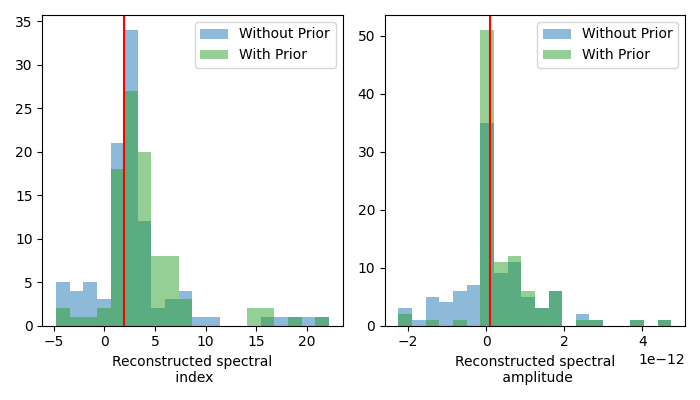 Without Prior
With Prior
35
30
25
20
15
10
5
0
−5 0 5 10 15 20
Reconstructed spectral
index
Without Prior
With Prior
50
40
30
20
10
0
−2 0 2 4
1e−12
Reconstructed spectral
amplitude